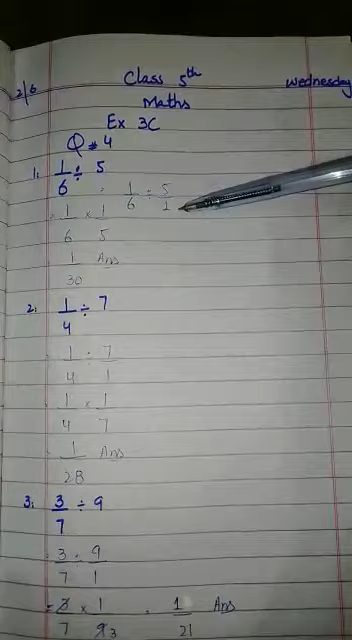 2/6 Class 5th Wednesday
Maths
Ex 3C
Q # 4
1. 1/6 ÷ 5
= 1/6 ÷ 5/1
= 1/6 × 1/5
1/30 Ans
2. 1/4 ÷ 7
1/4 ÷ 7/1
1/4 × 1/7
1/28 Ans
3. 3/7 ÷ 9
= 3/7 ÷ 9/1
= 3/7 × 1/9 3 = 1/21 Ans